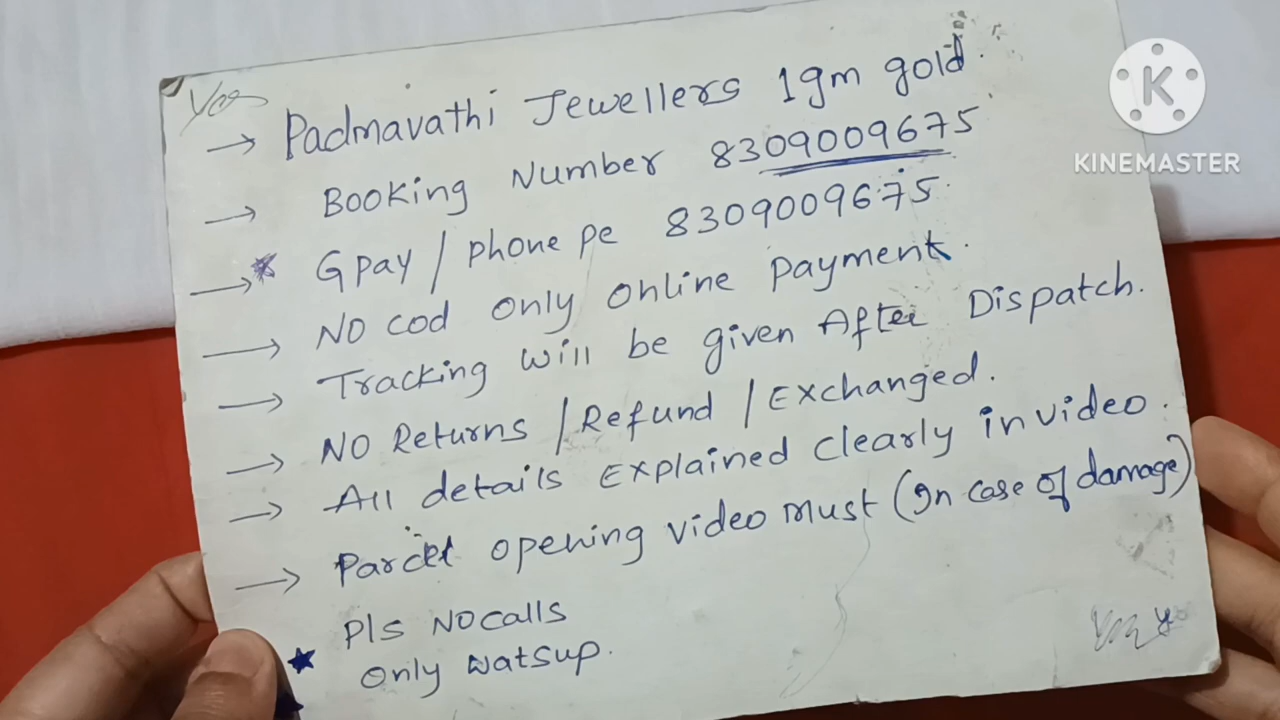 Padmavathi Jewellers 1gm gold.
Booking Number 8309009675
Gpay / phone pe 8309009675.
NO cod only online payment.
Tracking will be given After Dispatch.
NO Returns / Refund / Exchanged.
All details Explained clearly in video.
Parcel opening video must (In case of damage)
Pls NO calls
only watsup.
K
KINEMASTER